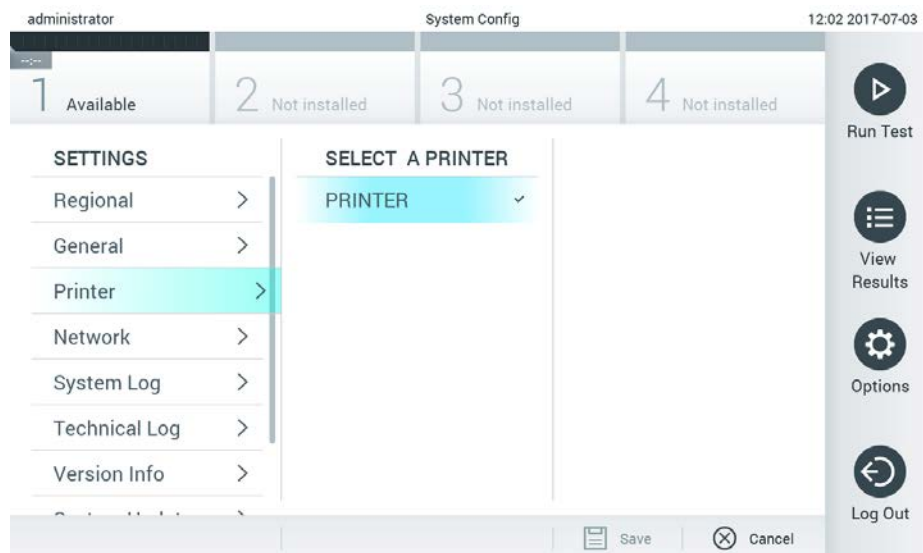 administrator System Config 12:02 2017-07-03
--:--
1 Available 2 Not installed 3 Not installed 4 Not installed
Run Test
SETTINGS
Regional
General
Printer
Network
System Log
Technical Log
Version Info
SELECT A PRINTER
PRINTER
View
Results
Options
Log Out
Save Cancel